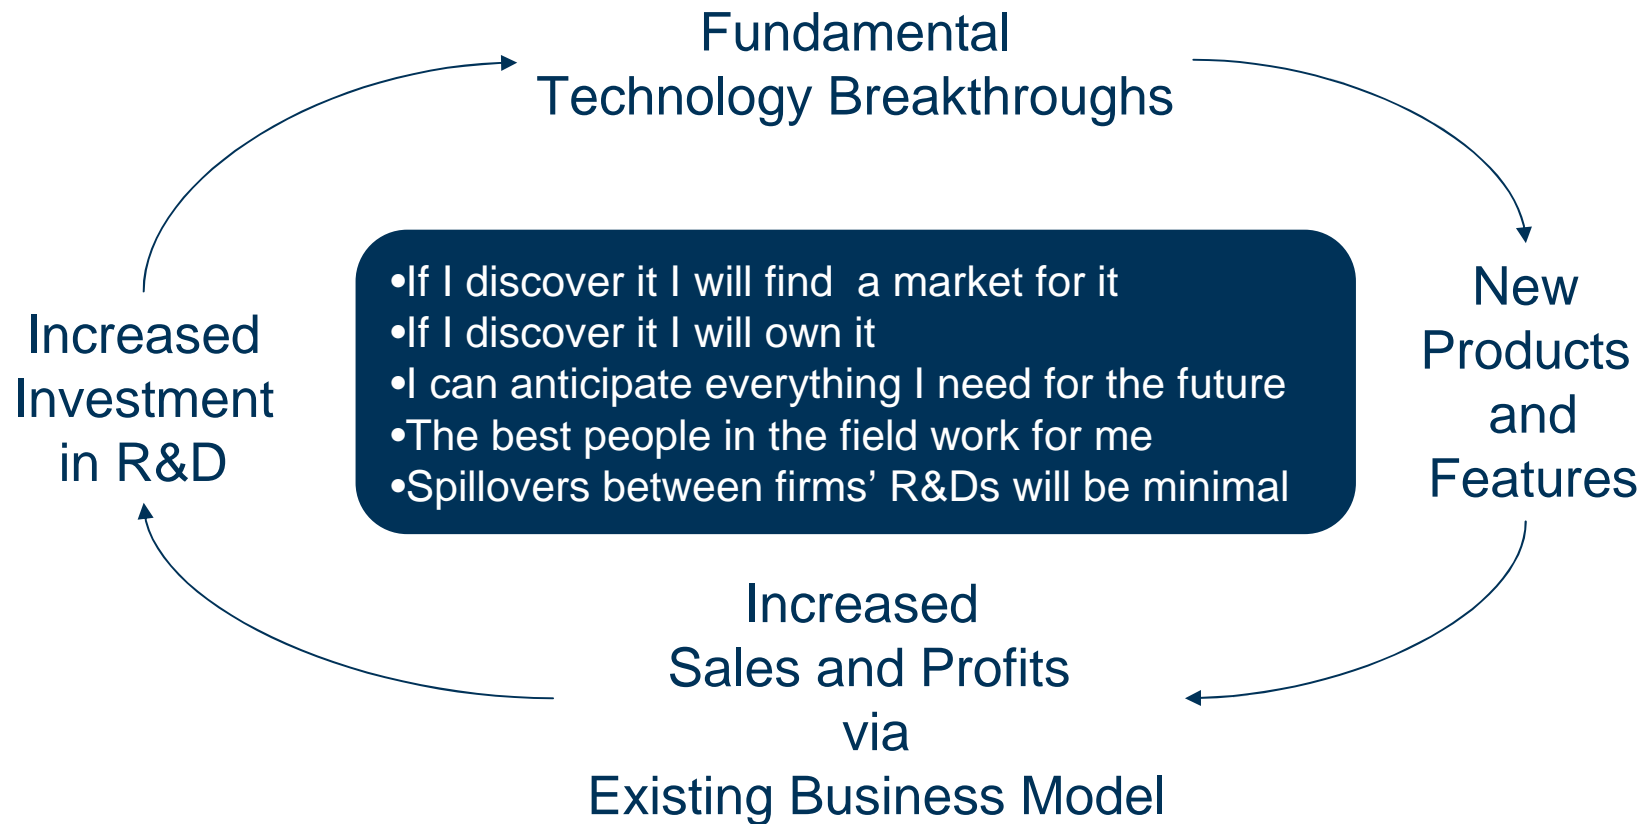 Fundamental
Technology Breakthroughs
•If I discover it I will find  a market for it
•If I discover it I will own it
•I can anticipate everything I need for the future
•The best people in the field work for me
•Spillovers between firms’ R&Ds will be minimal
New
Products
and
Features
Increased
Investment
in R&D
Increased
Sales and Profits
via
Existing Business Model